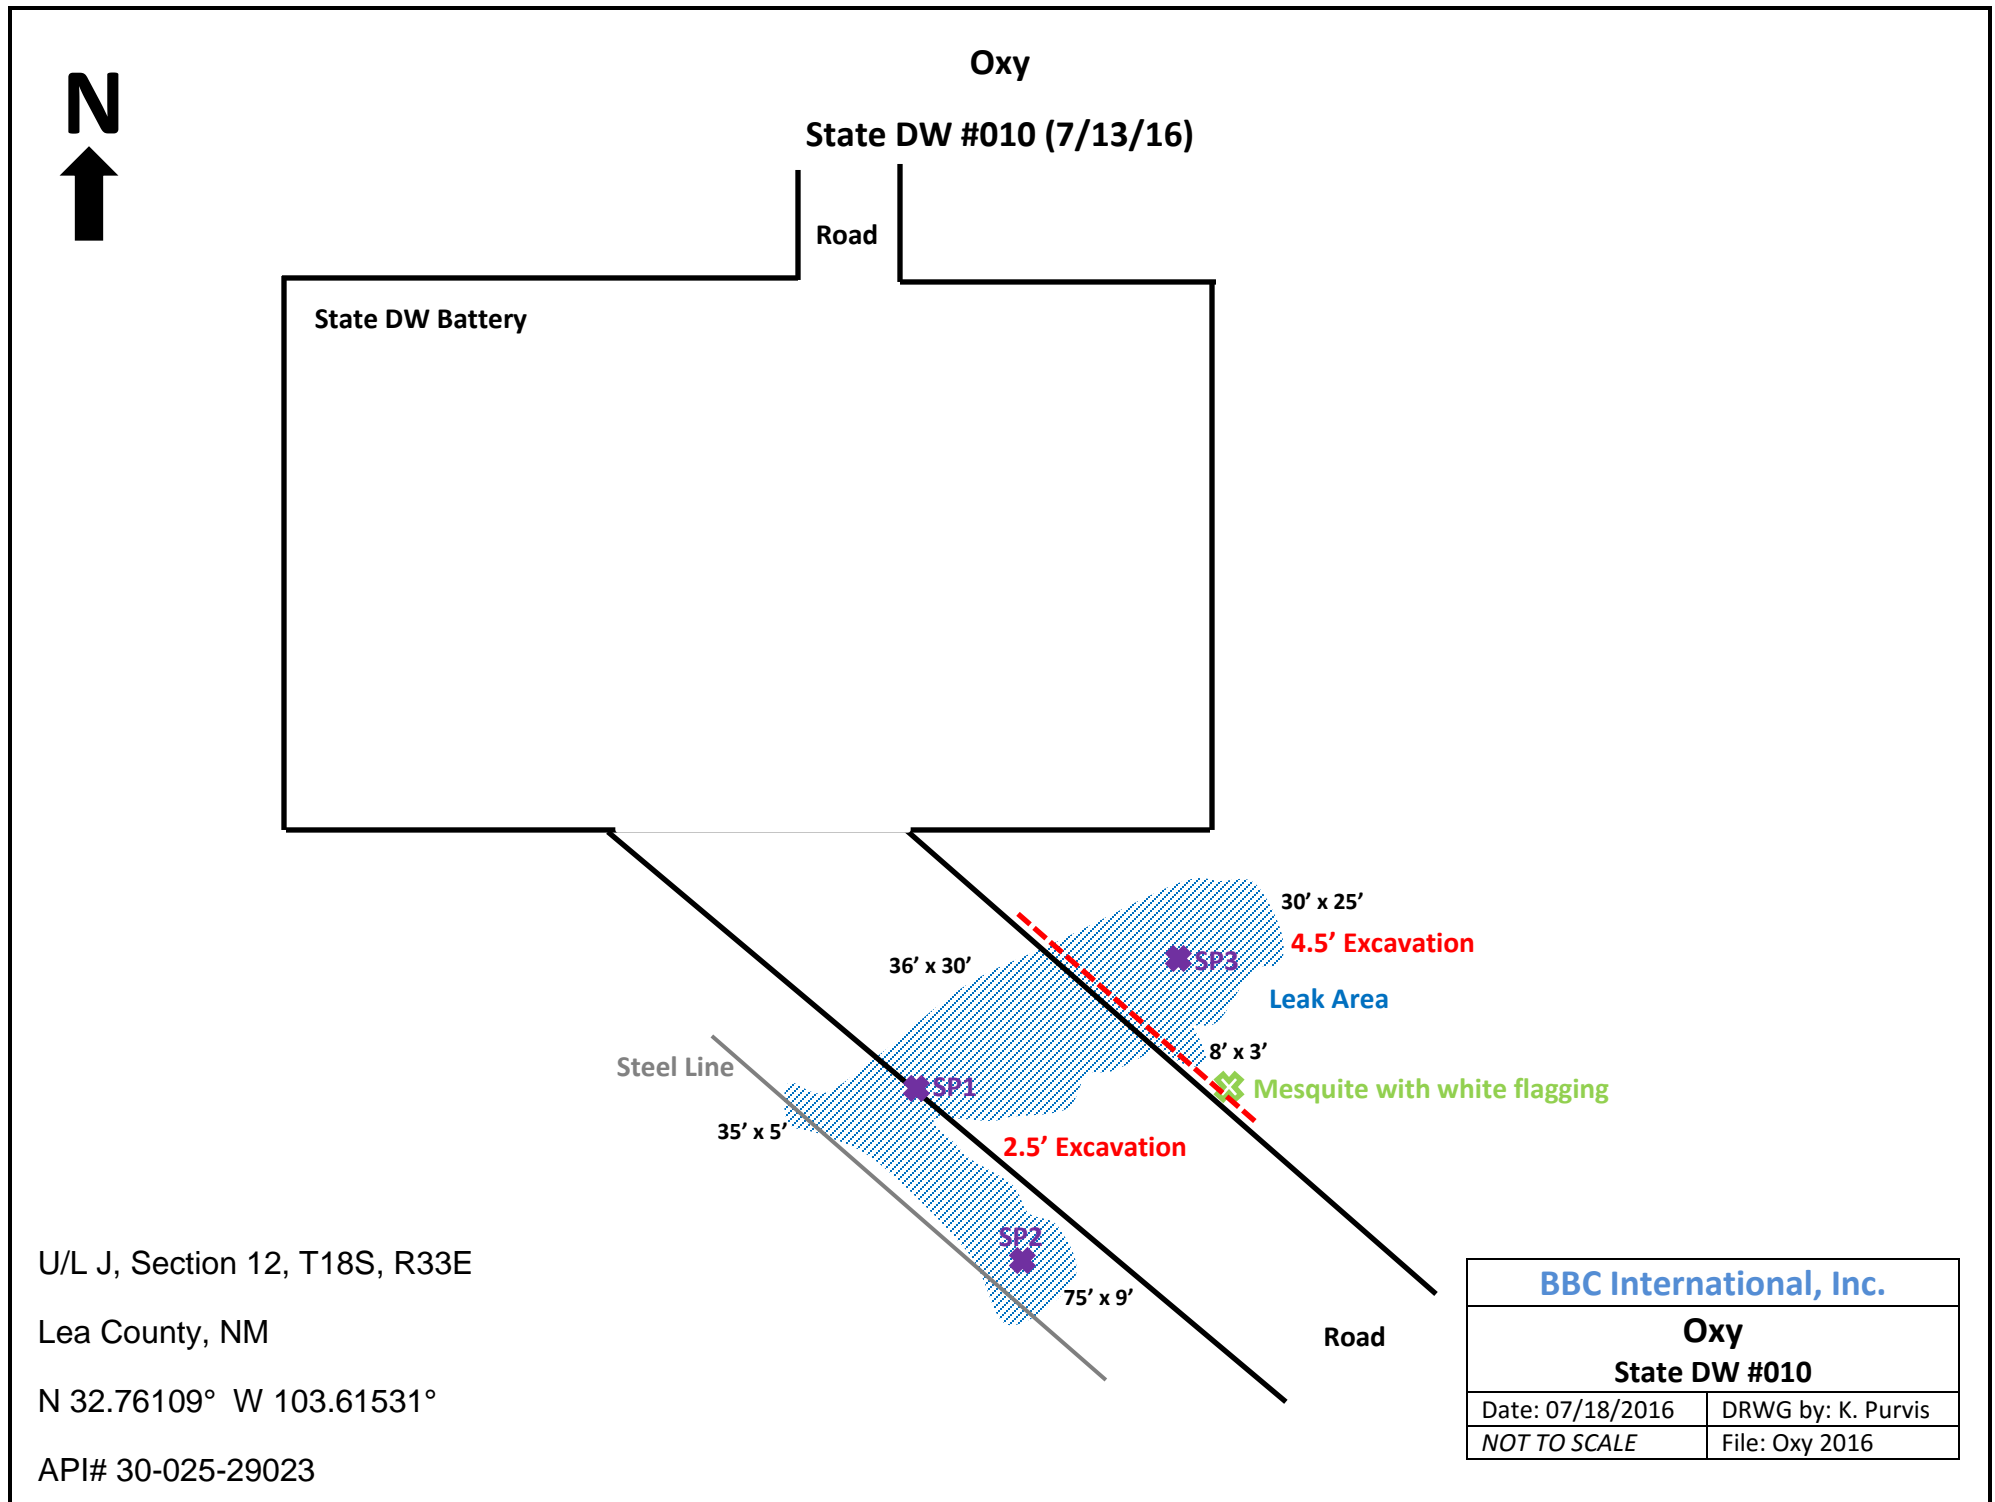 N
Oxy
State DW #010 (7/13/16)
Road
State DW Battery
30’ x 25’
4.5’ Excavation
36’ x 30’
SP3
Leak Area
8’ x 3’
Steel Line
SP1
Mesquite with white flagging
35’ x 5’
2.5’ Excavation
SP2
75’ x 9’
Road
U/L J, Section 12, T18S, R33E
Lea County, NM
N 32.76109° W 103.61531°
API# 30-025-29023
BBC International, Inc.
Oxy
State DW #010
Date: 07/18/2016 DRWG by: K. Purvis
NOT TO SCALE File: Oxy 2016